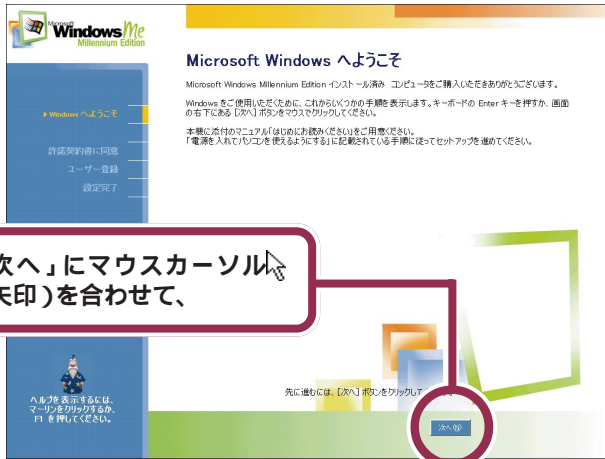 Microsoft
Windows Me
Millennium Edition
Microsoft Windows へようこそ
Microsoft Windows Millennium Edition インストール済み コンピュータをご購入いただきありがとうございます。
Windows をご使用いただくために、これからいくつかの手順を表示します。キーボードの Enter キーを押すか、画面
の右下にある [次へ] ボタンをマウスでクリックしてください。
本機に添付のマニュアル「はじめにお読みください」をご用意ください。
「電源を入れてパソコンを使えるようにする」に記載されている手順に従ってセットアップを進めてください。
Windows へようこそ
許諾契約書に同意
ユーザー登録
設定完了
次へ」にマウスカーソル
矢印)を合わせて、
ヘルプを表示するには、
マーリンをクリックするか、
F1 を押してください。
先に進むには、[次へ] ボタンをクリックして
次へ(N)